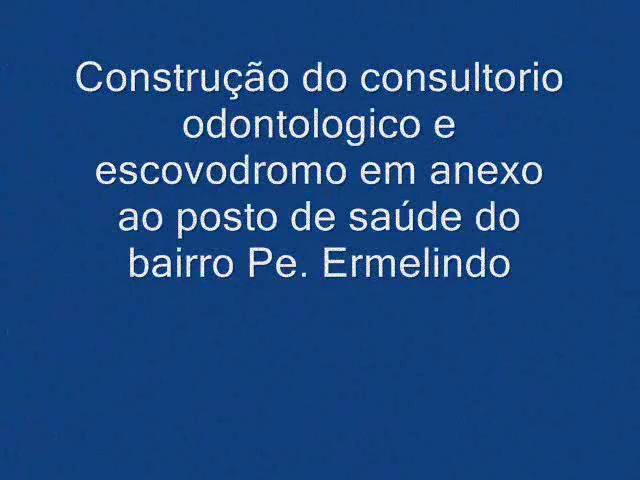 Construção do consultorio
odontologico e
escovodromo em anexo
ao posto de saúde do
bairro Pe. Ermelindo